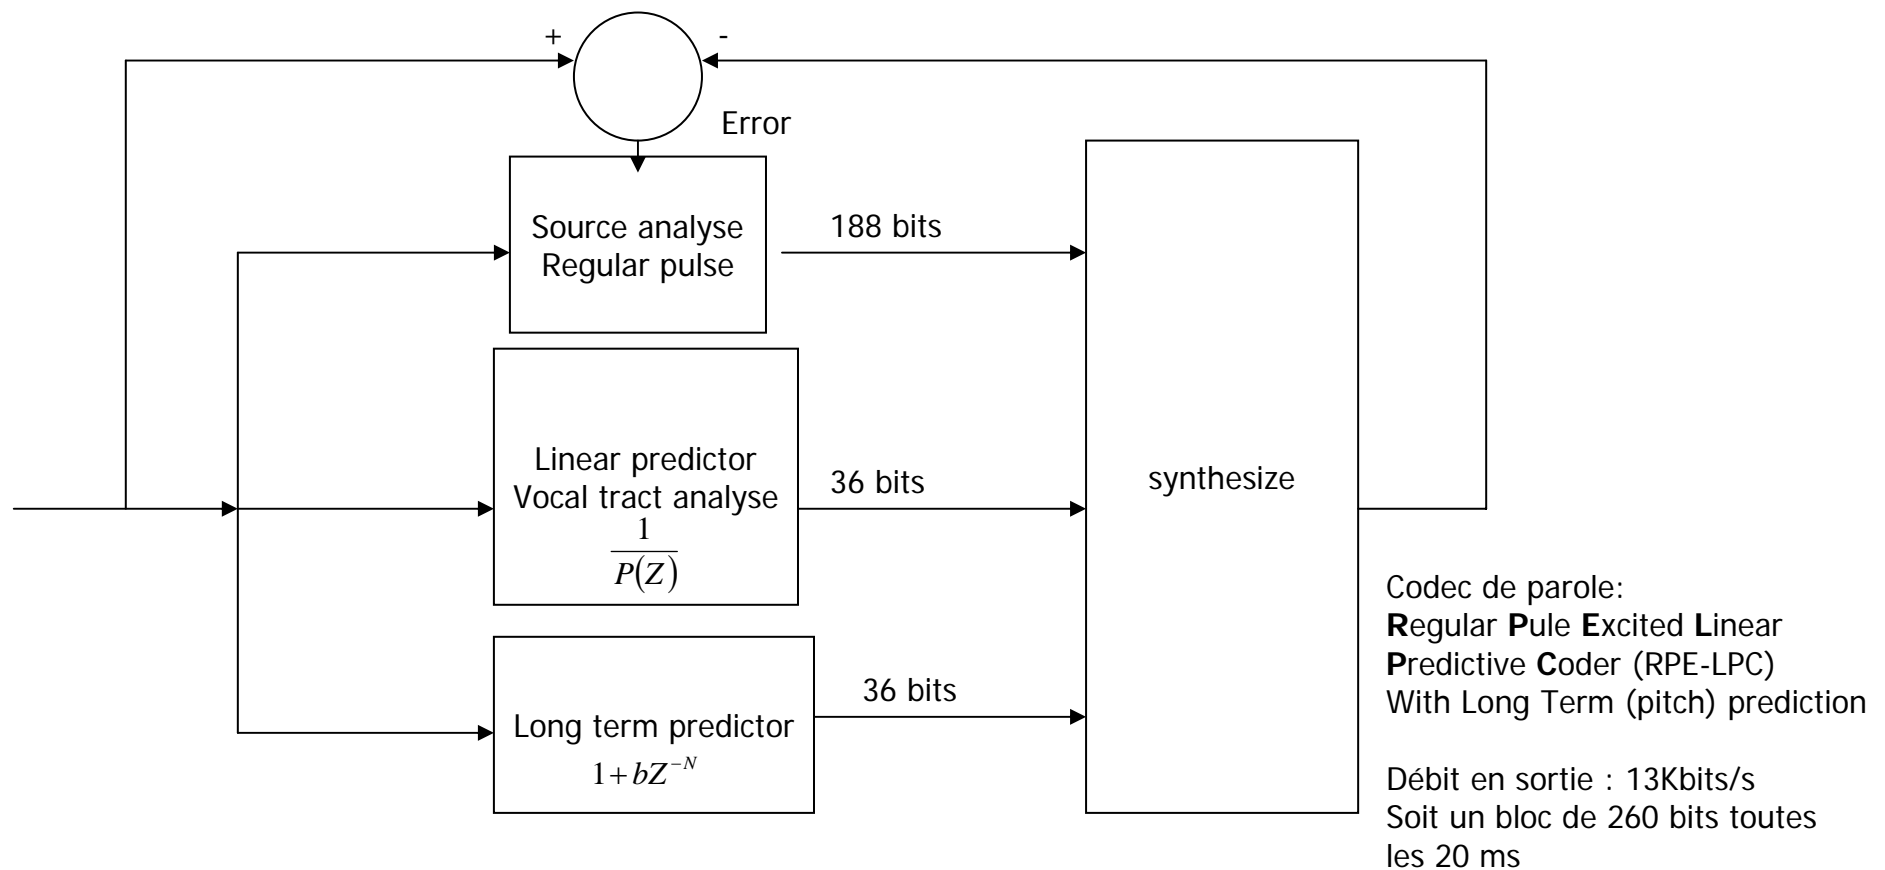 +
-
Error
Source analyse
Regular pulse
188 bits
Linear predictor
Vocal tract analyse
1
P(Z)
36 bits
synthesize
Long term predictor
1+bZ^{-N}
36 bits
Codec de parole:
Regular Pule Excited Linear
Predictive Coder (RPE-LPC)
With Long Term (pitch) prediction
Débit en sortie : 13Kbits/s
Soit un bloc de 260 bits toutes
les 20 ms